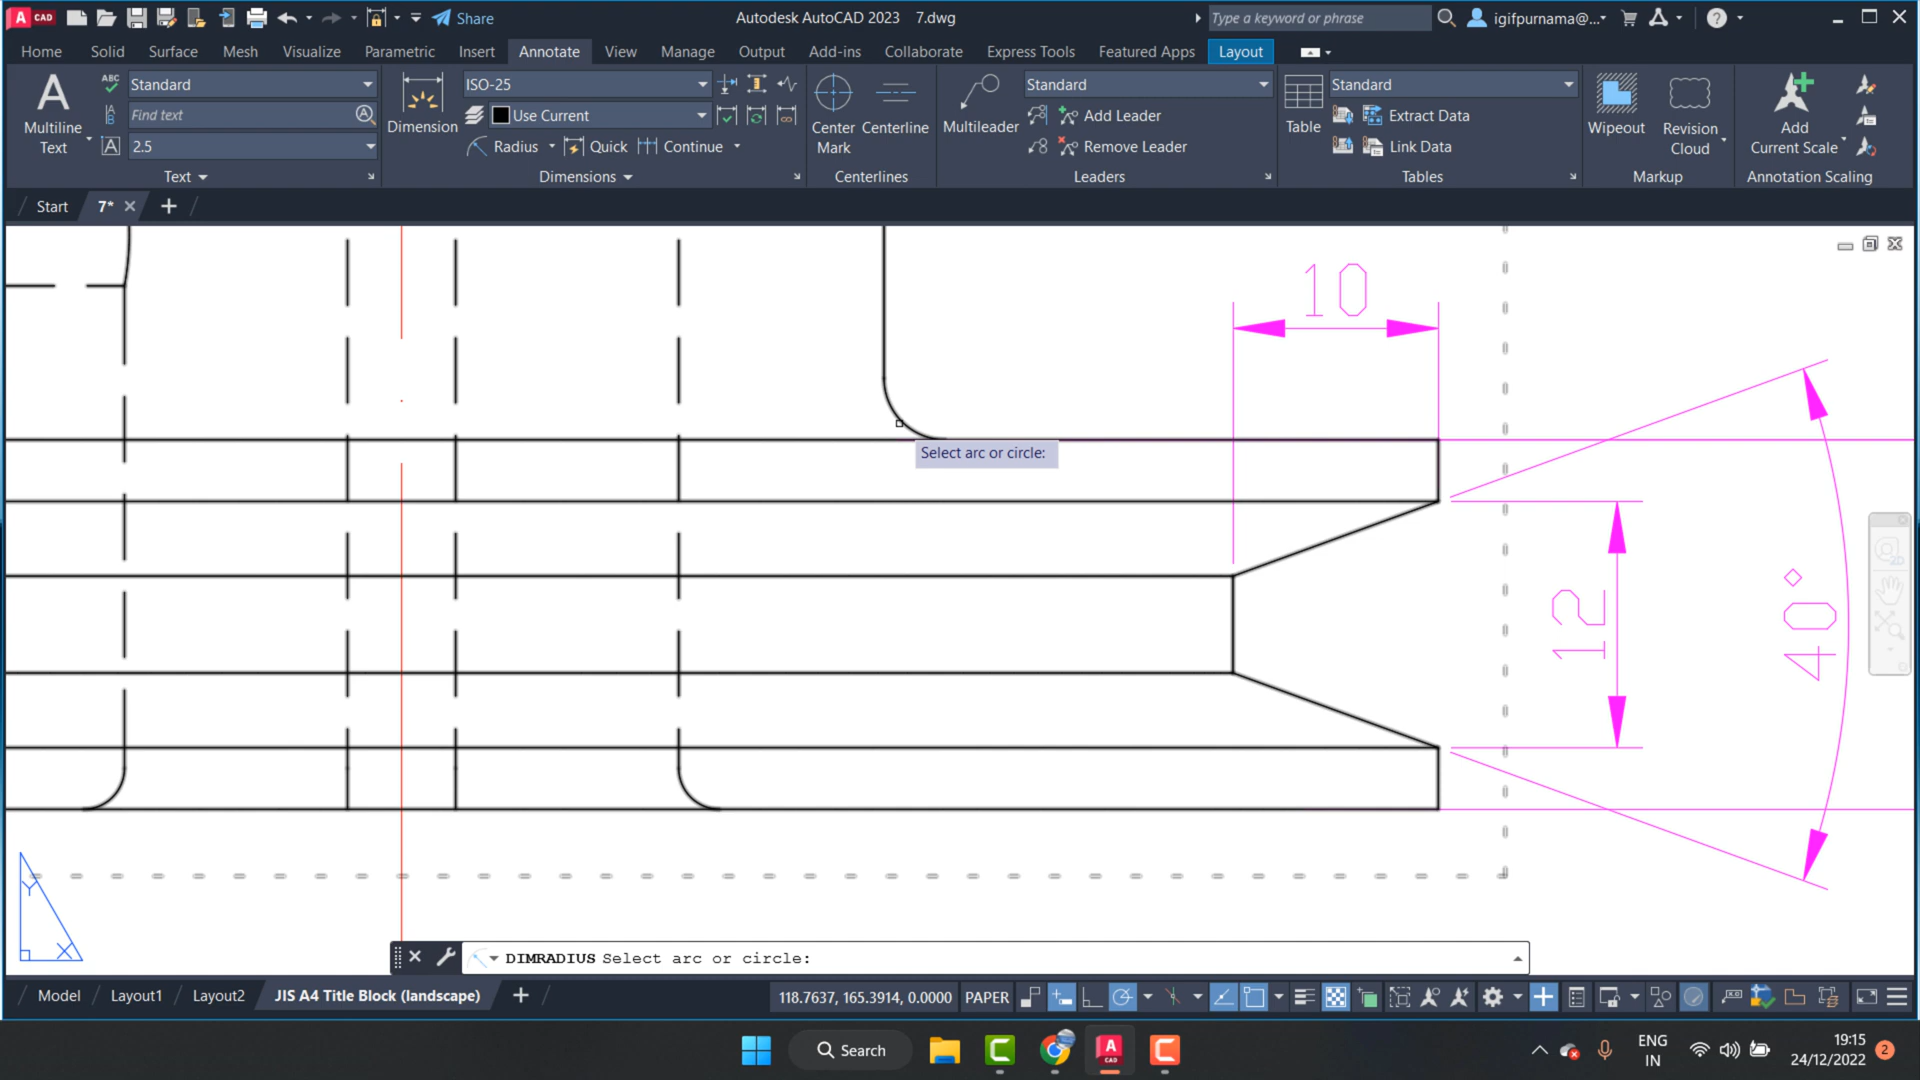 A CAD
Share
Autodesk AutoCAD 2023 7.dwg
Type a keyword or phrase
igifpurnama@...
Home Solid Surface Mesh Visualize Parametric Insert Annotate View Manage Output Add-ins Collaborate Express Tools Featured Apps Layout
A
Multiline
Text
ABC
Standard
Find text
2.5
Text
Dimension
ISO-25
Use Current
Radius Quick Continue
Dimensions
Center
Mark
Centerline
Centerlines
Multileader
Standard
Add Leader
Remove Leader
Leaders
Table
Standard
Extract Data
Link Data
Tables
Wipeout
Revision
Cloud
Markup
Add
Current Scale
Annotation Scaling
Start 7*
10
Select arc or circle:
12
40°
Y
X
DIMRADIUS Select arc or circle:
Model Layout1 Layout2 JIS A4 Title Block (landscape)
118.7637, 165.3914, 0.0000 PAPER
Search
ENG
IN
19:15
24/12/2022
2